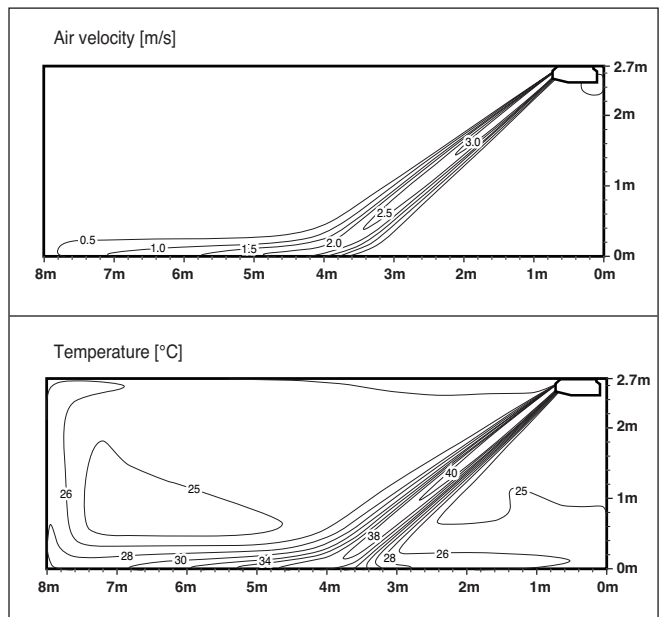 Air velocity [m/s]
2.7m
2m
3.0
1m
2.5
0.5
1.0
1.5
2.0
0m
8m 7m 6m 5m 4m 3m 2m 1m 0m
Temperature [°C]
2.7m
2m
40
26
25
25
1m
38
28
30
34
28
26
0m
8m 7m 6m 5m 4m 3m 2m 1m 0m